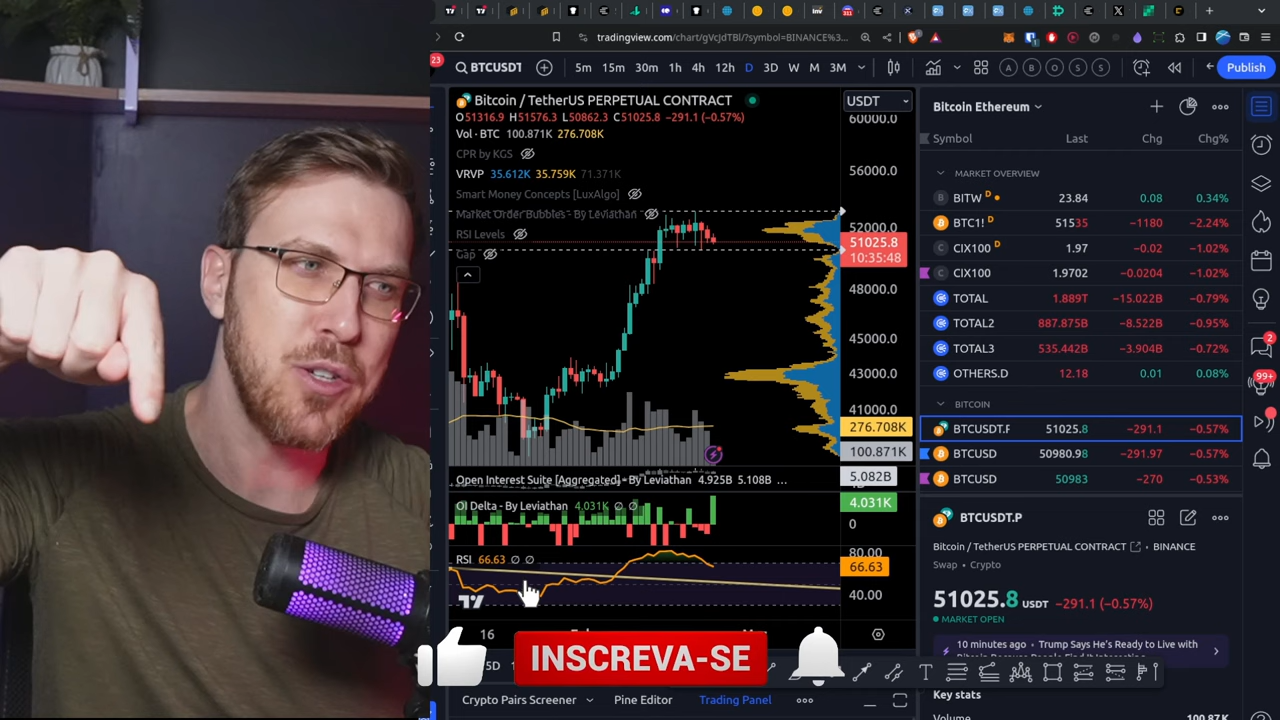 23
tradingview.com/chart/gVcJdTBl/?symbol=BINANCE%3...
BTCUSDT 5m 15m 30m 1h 4h 12h D 3D W M 3M A B O S S Publish
Bitcoin / TetherUS PERPETUAL CONTRACT
O51316.9 H51576.3 L50862.3 C51025.8 −291.1 (−0.57%)
Vol · BTC 100.871K 276.708K
CPR by KGS
VRVP 35.612K 35.759K 71.371K
Smart Money Concepts [LuxAlgo]
Market Order Bubbles - By Leviathan
RSI Levels
Gap
USDT
60000.0
56000.0
52000.0
51025.8
10:35:48
48000.0
45000.0
43000.0
41000.0
276.708K
100.871K
Open Interest Suite [Aggregated] - By Leviathan 4.925B 5.108B ...
5.082B
OI Delta - By Leviathan 4.031K
4.031K
0
RSI 66.63
80.00
66.63
40.00
16
5D
INSCREVA-SE
Crypto Pairs Screener Pine Editor Trading Panel
Bitcoin Ethereum
Symbol Last Chg Chg%
MARKET OVERVIEW
BITW D 23.84 0.08 0.34%
BTC1! D 51535 −1180 −2.24%
CIX100 D 1.97 −0.02 −1.02%
CIX100 1.9702 −0.0204 −1.02%
TOTAL 1.889T −15.022B −0.79%
TOTAL2 887.875B −8.522B −0.95%
TOTAL3 535.442B −3.904B −0.72%
OTHERS.D 12.18 0.01 0.08%
BITCOIN
BTCUSDT.F 51025.8 −291.1 −0.57%
BTCUSD 50980.98 −291.97 −0.57%
BTCUSD 50983 −270 −0.53%
BTCUSDT.P
Bitcoin / TetherUS PERPETUAL CONTRACT • BINANCE
Swap • Crypto
51025.8 USDT −291.1 (−0.57%)
MARKET OPEN
10 minutes ago • Trump Says He's Ready to Live with
Key stats
Volume 100.87K
2
99+